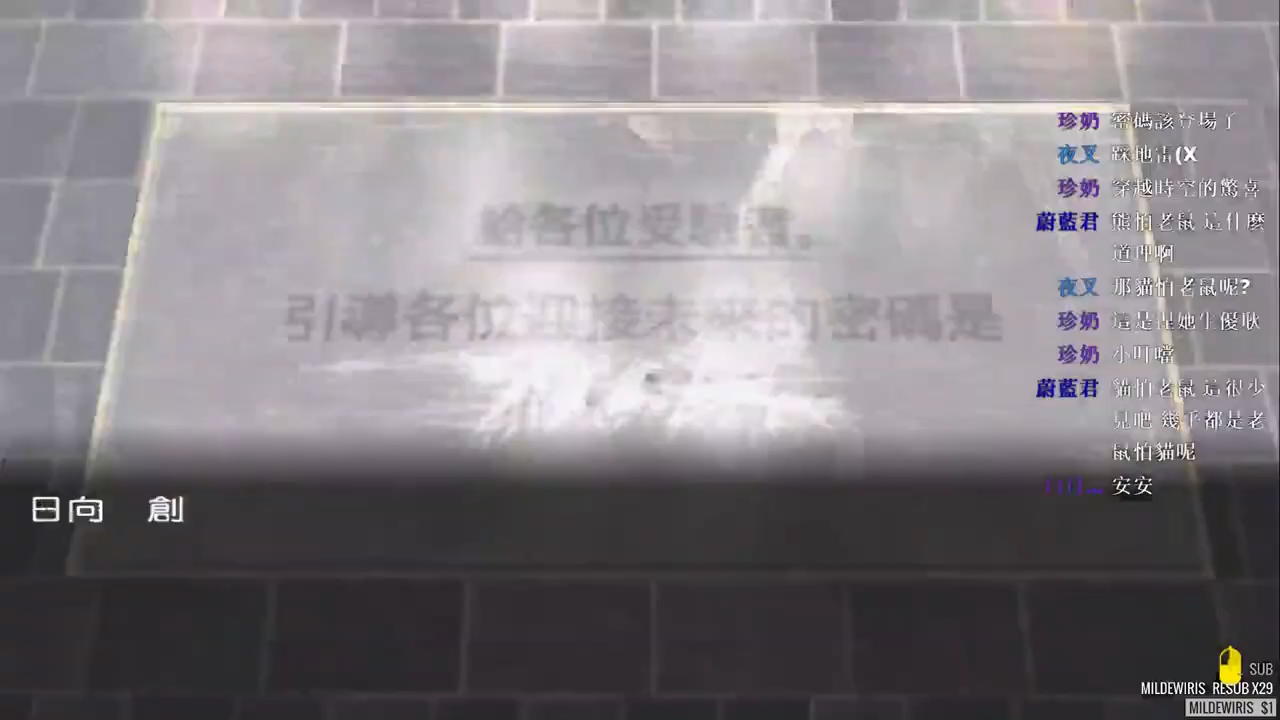 給各位受驗者。
引導各位迎接未來的密碼是
日向 創
珍奶 密碼該登場了
夜叉 踩地雷(X
珍奶 穿越時空的驚喜
蔚藍君 熊怕老鼠 這什麼
道理啊
夜叉 那貓怕老鼠呢?
珍奶 這是捏她生優耿
珍奶 小叮噹
蔚藍君 貓怕老鼠 這很少
見吧 幾乎都是老
鼠怕貓呢
安安
SUB
MILDEWIRIS RESUB X29
MILDEWIRIS $1